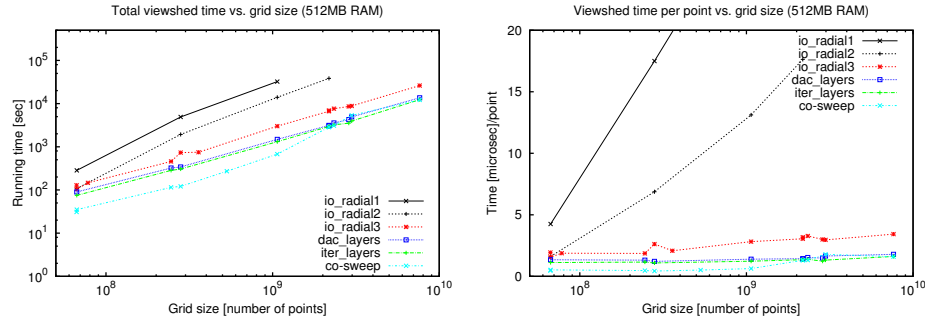 Total viewshed time vs. grid size (512MB RAM)
Running time [sec]
10^5
10^4
10^3
10^2
10^1
10^0
io_radial1
io_radial2
io_radial3
dac_layers
iter_layers
co-sweep
10^8
10^9
10^10
Grid size [number of points]
Viewshed time per point vs. grid size (512MB RAM)
Time [microsec]/point
20
15
10
5
0
io_radial1
io_radial2
io_radial3
dac_layers
iter_layers
co-sweep
10^8
10^9
10^10
Grid size [number of points]